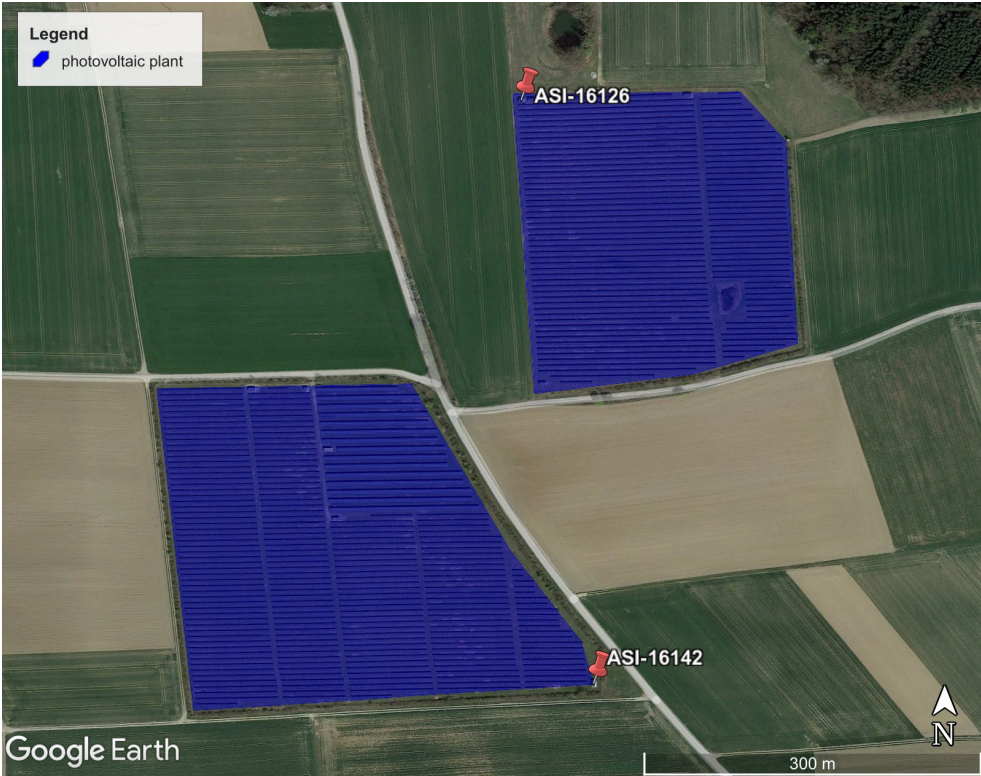 Legend
photovoltaic plant
ASI-16126
ASI-16142
N
Google Earth
300 m